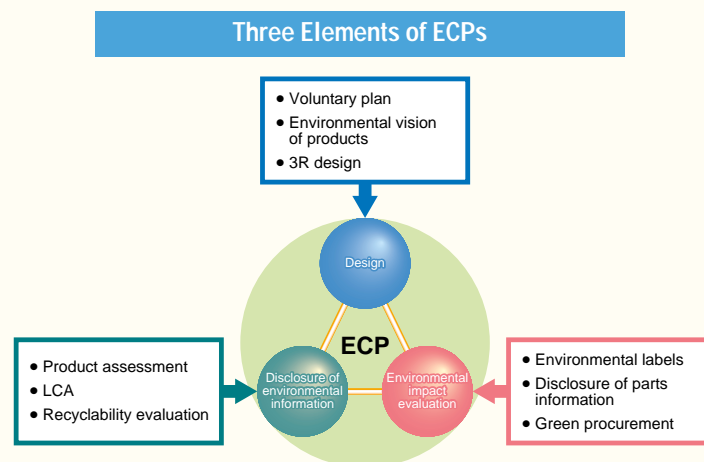 Three Elements of ECPs
● Voluntary plan
● Environmental vision
of products
● 3R design
Design
ECP
● Product assessment
● LCA
● Recyclability evaluation
Disclosure of
environmental
information
Environmental
impact
evaluation
● Environmental labels
● Disclosure of parts
information
● Green procurement